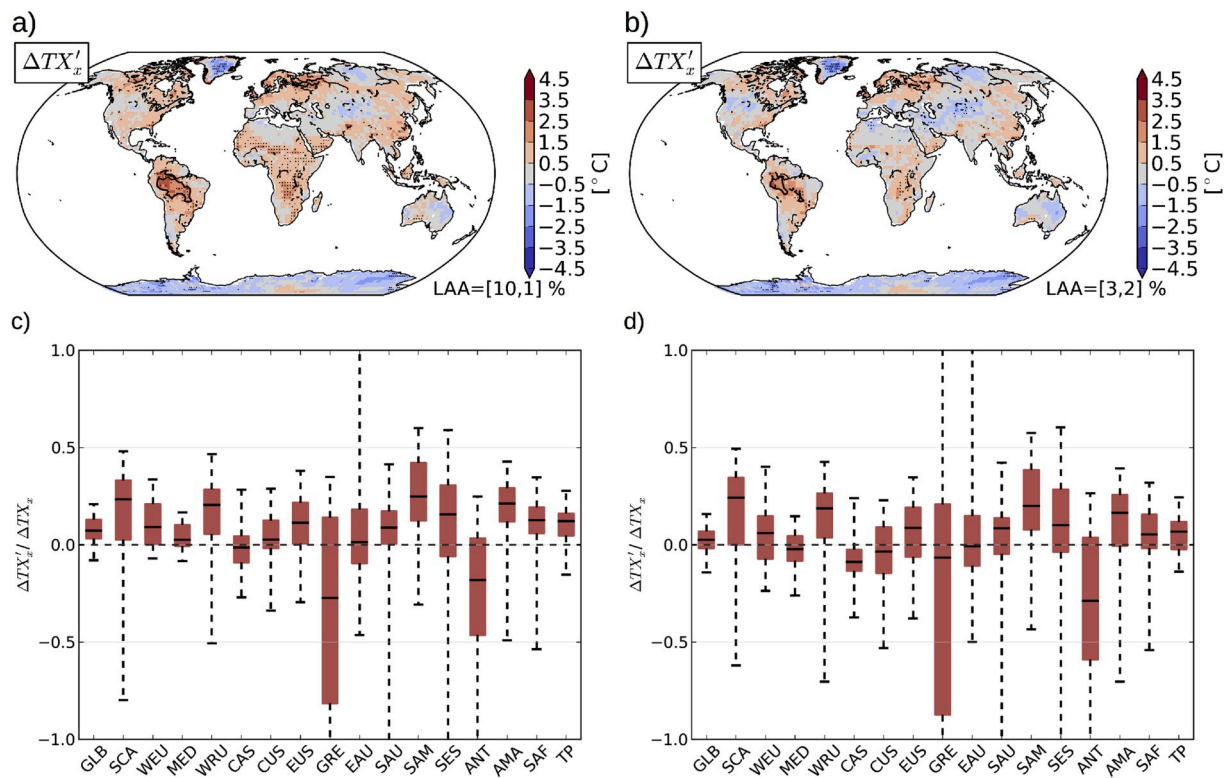 a)
ΔTX′ₓ
4.5
3.5
2.5
1.5
0.5
−0.5
−1.5
−2.5
−3.5
−4.5
[°C]
LAA=[10,1] %
b)
ΔTX′ₓ
4.5
3.5
2.5
1.5
0.5
−0.5
−1.5
−2.5
−3.5
−4.5
[°C]
LAA=[3,2] %
c)
1.0
0.5
0.0
−0.5
−1.0
ΔTX′ₓ/ ΔTXₓ
GLB SCA WEU MED WRU CAS CUS EUS GRE EAU SAU SAM SES ANT AMA SAF TP
d)
1.0
0.5
0.0
−0.5
−1.0
ΔTX′ₓ/ ΔTXₓ
GLB SCA WEU MED WRU CAS CUS EUS GRE EAU SAU SAM SES ANT AMA SAF TP